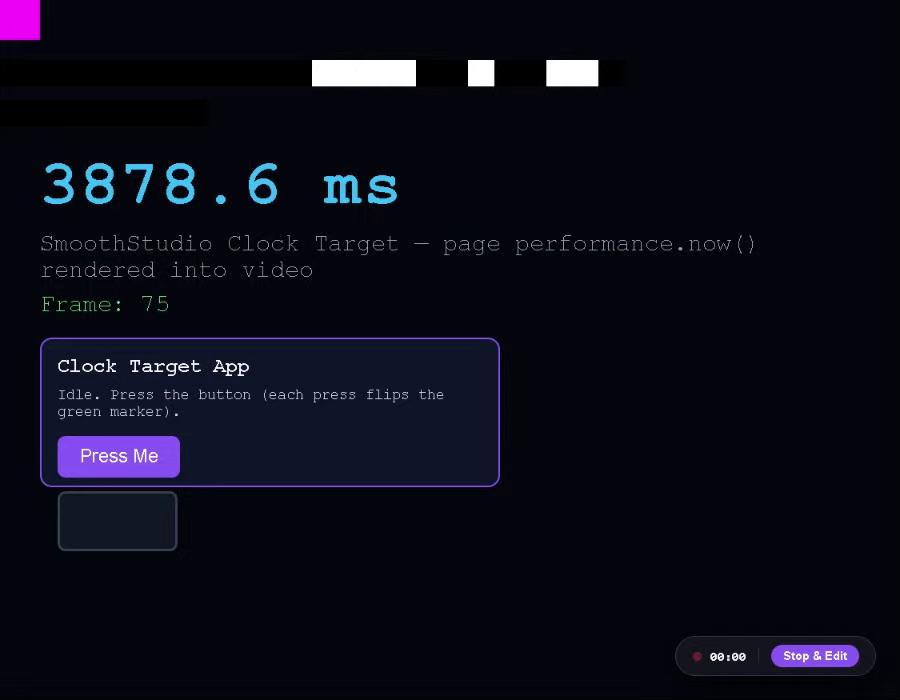 3878.6 ms
SmoothStudio Clock Target — page performance.now()
rendered into video
Frame: 75
Clock Target App
Idle. Press the button (each press flips the
green marker).
Press Me
00:00 Stop & Edit